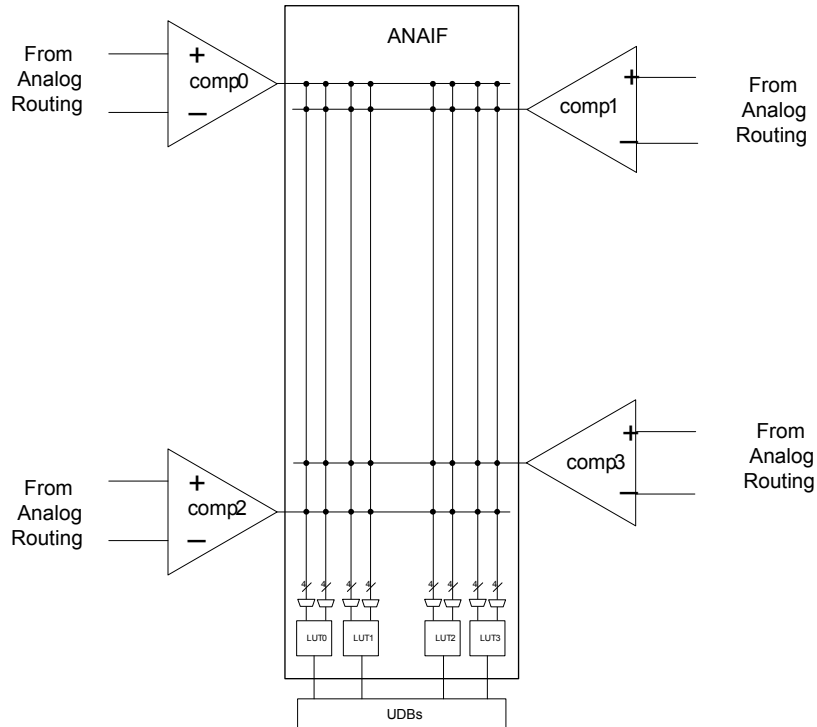 ANAIF
From
Analog
Routing
+
comp0
−
+
comp1
−
From
Analog
Routing
From
Analog
Routing
+
comp2
−
+
comp3
−
From
Analog
Routing
4 4 4 4 4 4 4 4
LUT0 LUT1 LUT2 LUT3
UDBs